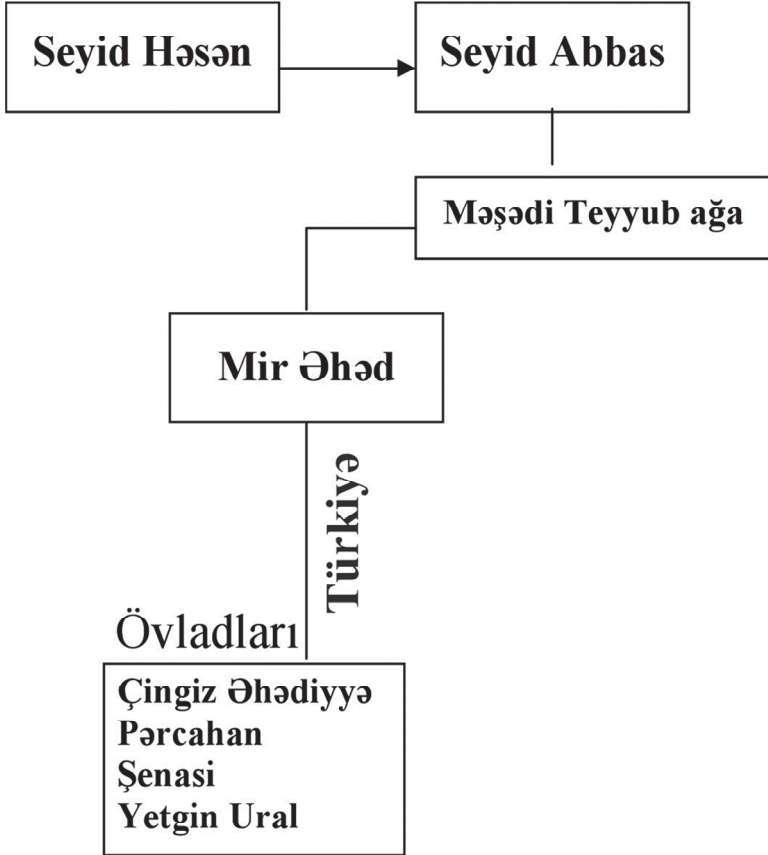 Seyid Həsən
Seyid Abbas
Məşədi Teyyub ağa
Mir Əhəd
Türkiyə
Övladları
Çingiz Əhədiyyə
Pərcahan
Şenasi
Yetgin Ural